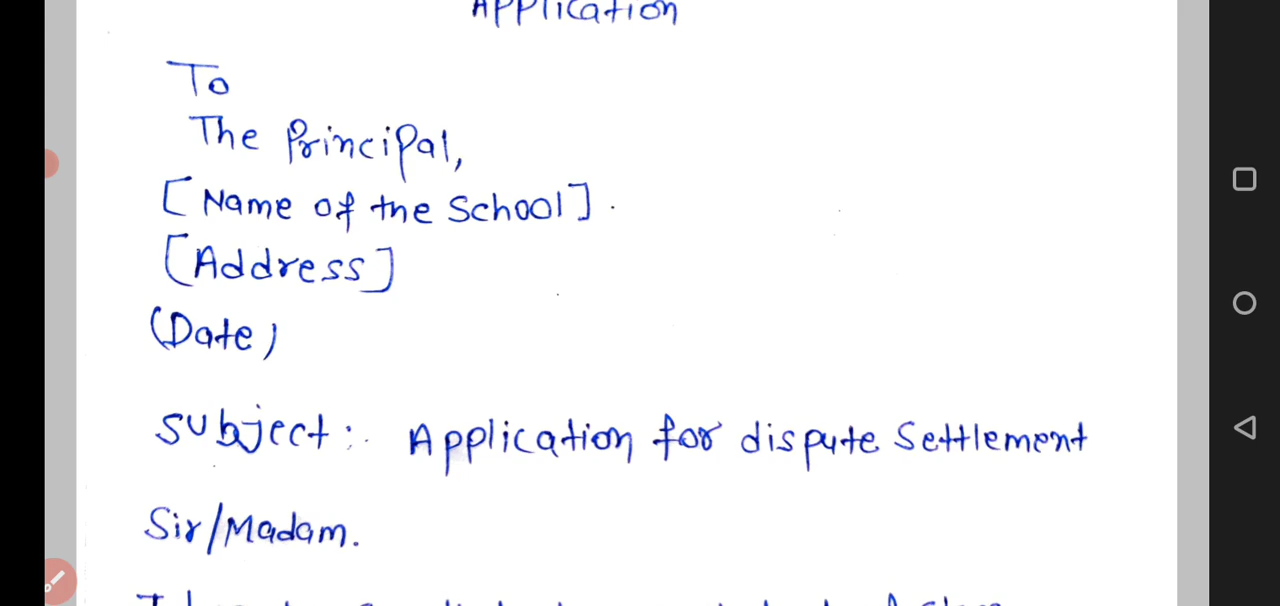 Application
To
The Principal,
[Name of the School].
[Address]
(Date)
Subject:. Application for dispute Settlement
Sir/Madam.